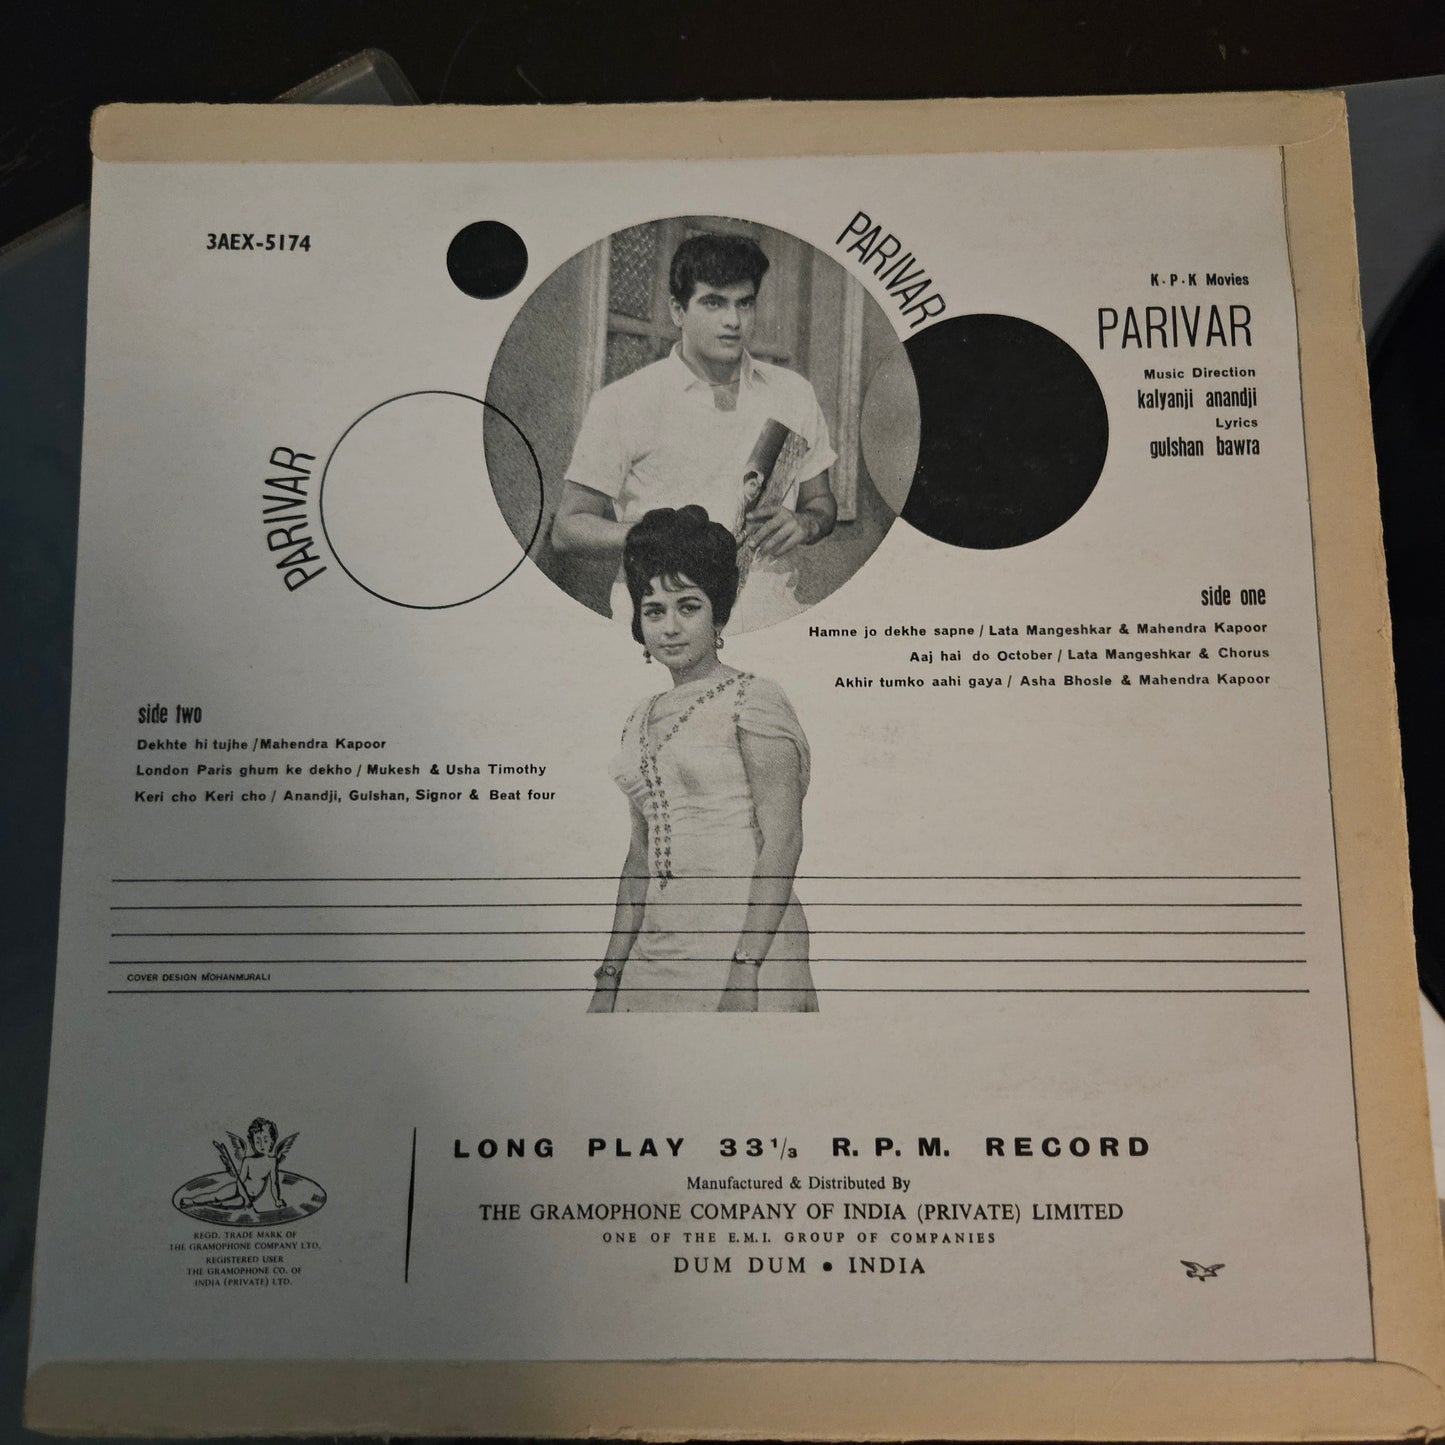 3AEX-5174
PARIVAR
PARIVAR
K·P·K Movies
PARIVAR
Music Direction
kalyanji anandji
Lyrics
gulshan bawra
side one
Hamne jo dekhe sapne / Lata Mangeshkar & Mahendra Kapoor
Aaj hai do October / Lata Mangeshkar & Chorus
Akhir tumko aahi gaya / Asha Bhosle & Mahendra Kapoor
side two
Dekhte hi tujhe / Mahendra Kapoor
London Paris ghum ke dekho / Mukesh & Usha Timothy
Keri cho Keri cho / Anandji, Gulshan, Signor & Beat four
COVER DESIGN MOHANMURALI
REGD. TRADE MARK OF
THE GRAMOPHONE COMPANY LTD.
REGISTERED USER
THE GRAMOPHONE CO. OF
INDIA (PRIVATE) LTD.
LONG PLAY 33⅓ R.P.M. RECORD
Manufactured & Distributed By
THE GRAMOPHONE COMPANY OF INDIA (PRIVATE) LIMITED
ONE OF THE E.M.I. GROUP OF COMPANIES
DUM DUM • INDIA